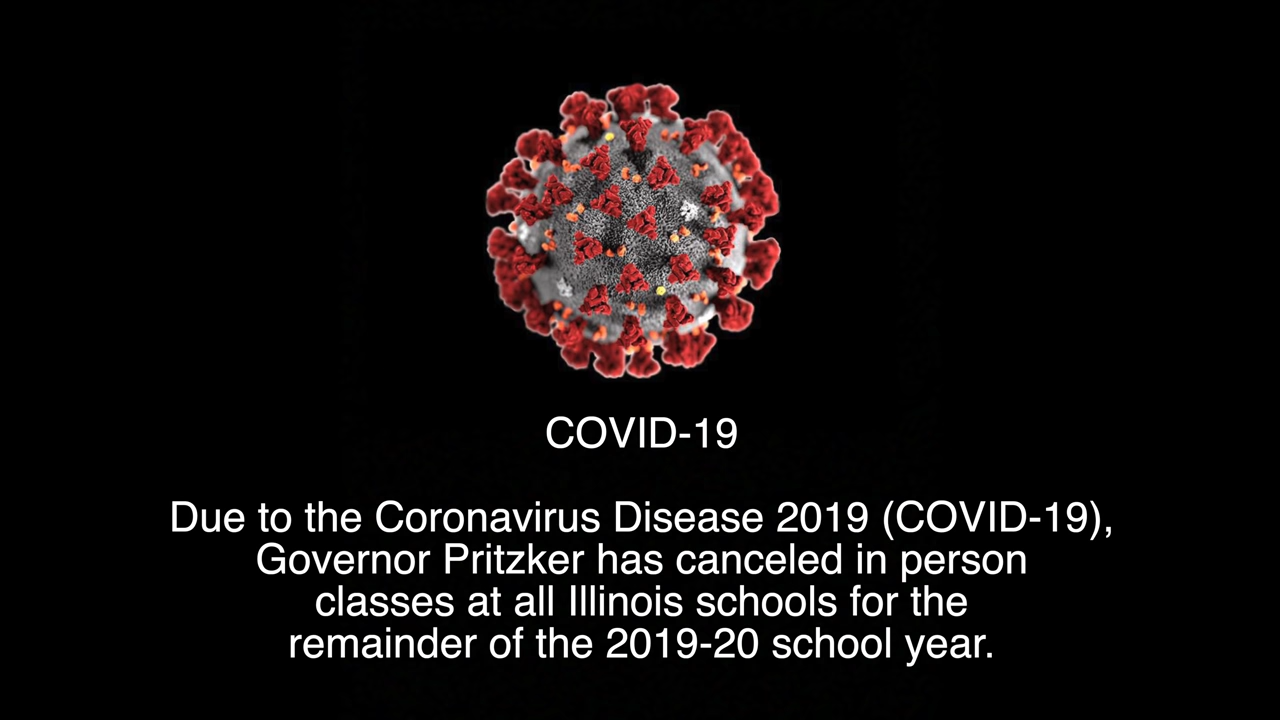 COVID-19
Due to the Coronavirus Disease 2019 (COVID-19),
Governor Pritzker has canceled in person
classes at all Illinois schools for the
remainder of the 2019-20 school year.